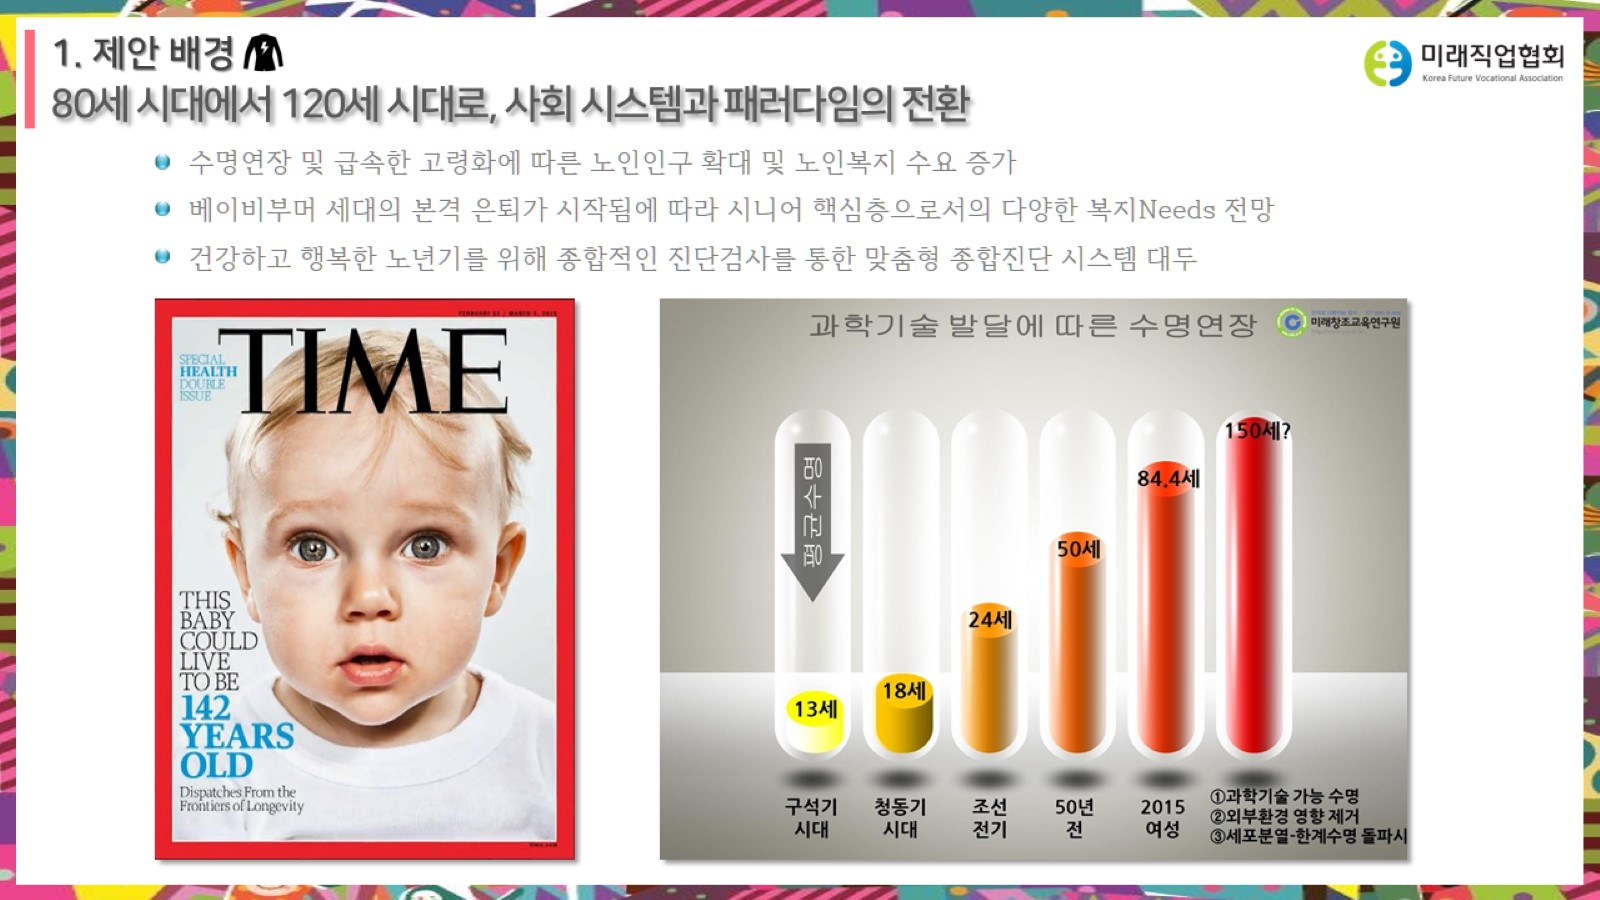 1. 제안 배경
80세 시대에서 120세 시대로, 사회 시스템과 패러다임의 전환
미래직업협회
Korea Future Vocational Association
수명연장 및 급속한 고령화에 따른 노인인구 확대 및 노인복지 수요 증가
베이비부머 세대의 본격 은퇴가 시작됨에 따라 시니어 핵심층으로서의 다양한 복지Needs 전망
건강하고 행복한 노년기를 위해 종합적인 진단검사를 통한 맞춤형 종합진단 시스템 대두
FEBRUARY 23 / MARCH 2, 2015
TIME
SPECIAL
HEALTH
DOUBLE
ISSUE
THIS
BABY
COULD
LIVE
TO BE
142
YEARS
OLD
Dispatches From the
Frontiers of Longevity
TIME.COM
과학기술 발달에 따른 수명연장
미래창조교육연구원
평균수명
13세
18세
24세
50세
84.4세
150세?
구석기
시대
청동기
시대
조선
전기
50년
전
2015
여성
①과학기술 가능 수명
②외부환경 영향 제거
③세포분열-한계수명 돌파시